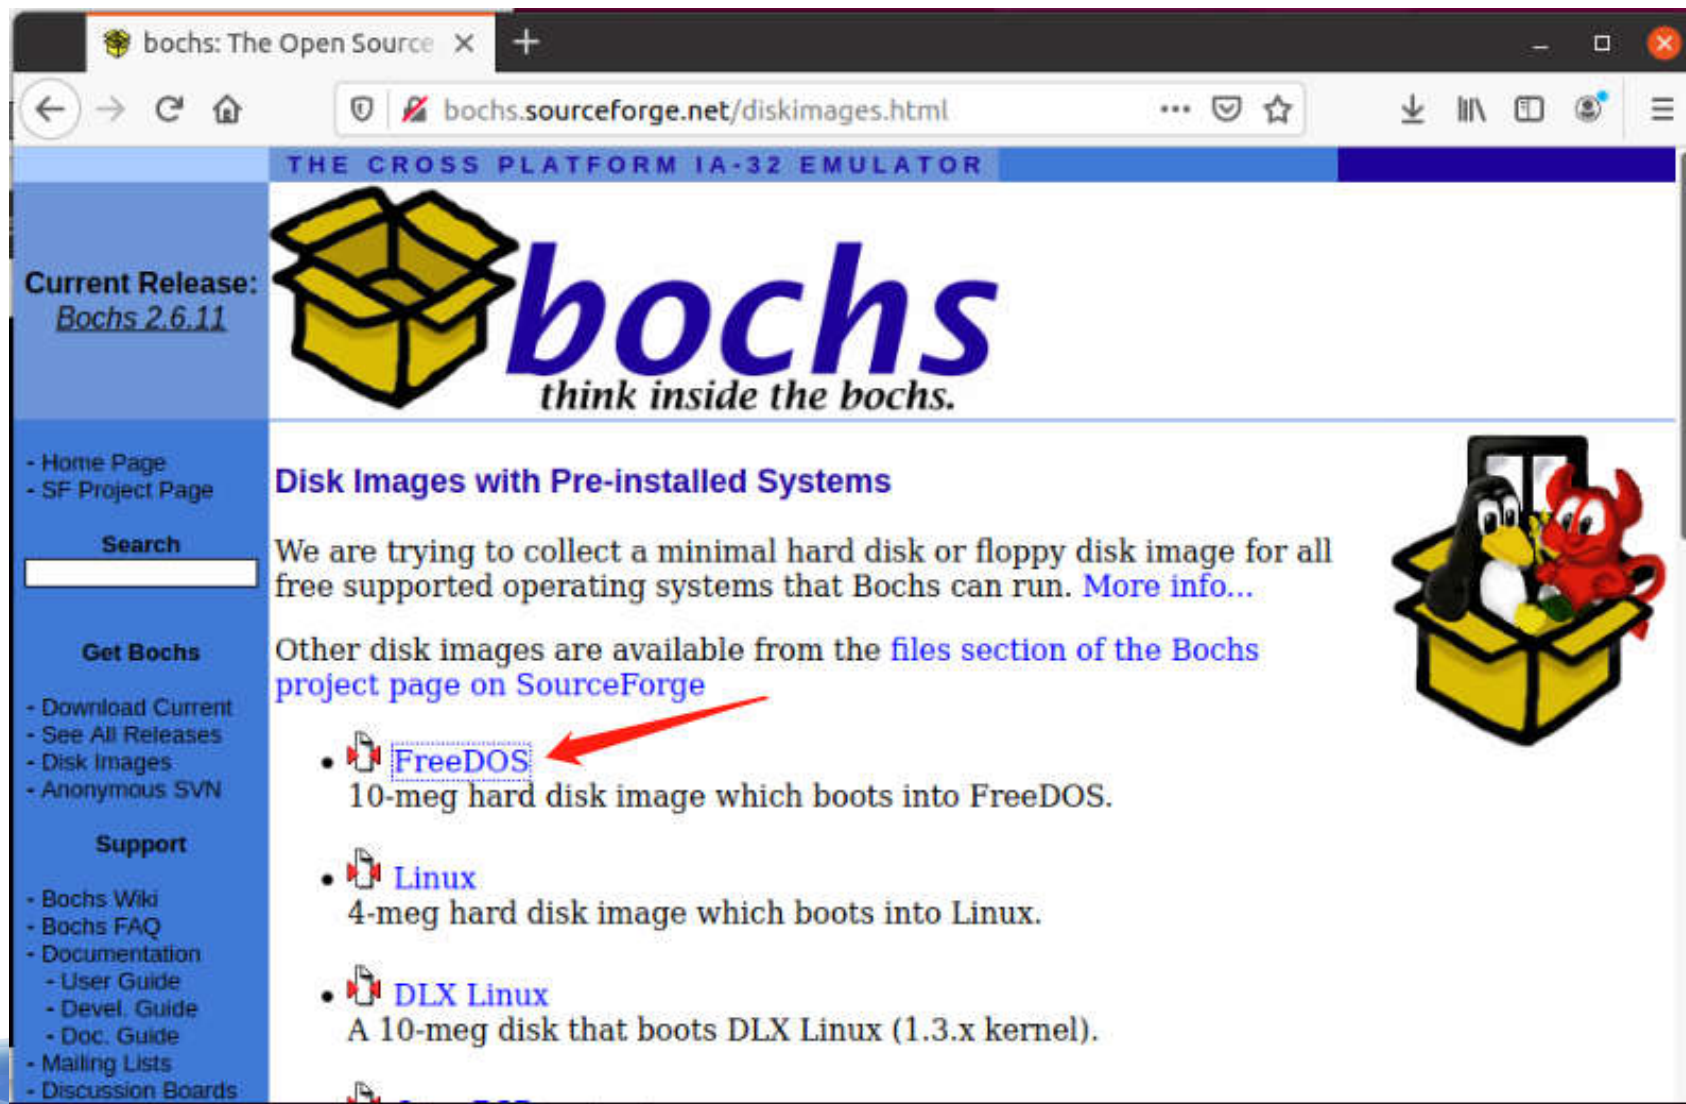 bochs: The Open Source
bochs.sourceforge.net/diskimages.html
THE CROSS PLATFORM IA-32 EMULATOR
Current Release:
Bochs 2.6.11
bochs
think inside the bochs.
- Home Page
- SF Project Page
Search
Get Bochs
- Download Current
- See All Releases
- Disk Images
- Anonymous SVN
Support
- Bochs Wiki
- Bochs FAQ
- Documentation
- User Guide
- Devel. Guide
- Doc. Guide
- Mailing Lists
- Discussion Boards
Disk Images with Pre-installed Systems
We are trying to collect a minimal hard disk or floppy disk image for all
free supported operating systems that Bochs can run. More info...
Other disk images are available from the files section of the Bochs
project page on SourceForge
• FreeDOS
10-meg hard disk image which boots into FreeDOS.
• Linux
4-meg hard disk image which boots into Linux.
• DLX Linux
A 10-meg disk that boots DLX Linux (1.3.x kernel).